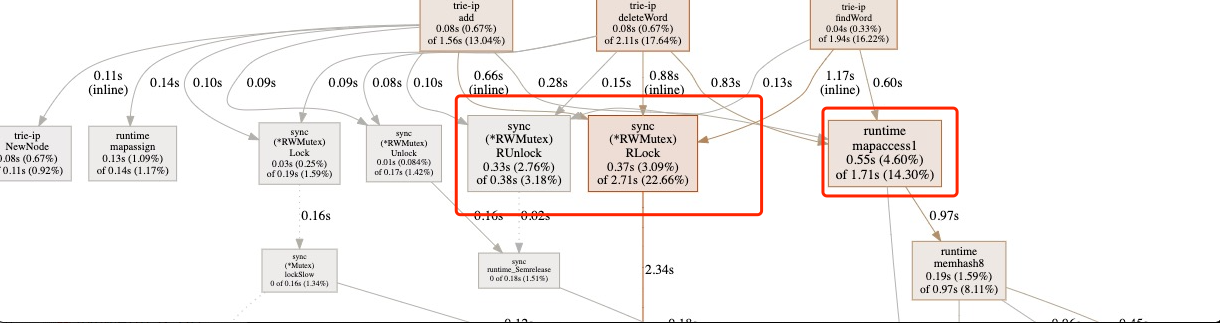 trie-ip
add
0.08s (0.67%)
of 1.56s (13.04%)
trie-ip
deleteWord
0.08s (0.67%)
of 2.11s (17.64%)
trie-ip
findWord
0.04s (0.33%)
of 1.94s (16.22%)
0.11s
(inline)
0.14s
0.10s
0.09s
0.09s
0.08s
0.10s
0.66s
(inline)
0.28s
0.15s
0.88s
(inline)
0.83s
0.13s
1.17s
(inline)
0.60s
trie-ip
NewNode
0.08s (0.67%)
of 0.11s (0.92%)
runtime
mapassign
0.13s (1.09%)
of 0.14s (1.17%)
sync
(*RWMutex)
Lock
0.03s (0.25%)
of 0.19s (1.59%)
sync
(*RWMutex)
Unlock
0.01s (0.084%)
of 0.17s (1.42%)
sync
(*RWMutex)
RUnlock
0.33s (2.76%)
of 0.38s (3.18%)
sync
(*RWMutex)
RLock
0.37s (3.09%)
of 2.71s (22.66%)
runtime
mapaccess1
0.55s (4.60%)
of 1.71s (14.30%)
0.16s
0.16s
0.02s
0.97s
sync
(*Mutex)
lockSlow
0 of 0.16s (1.34%)
sync
runtime_Semrelease
0 of 0.18s (1.51%)
2.34s
runtime
memhash8
0.19s (1.59%)
of 0.97s (8.11%)